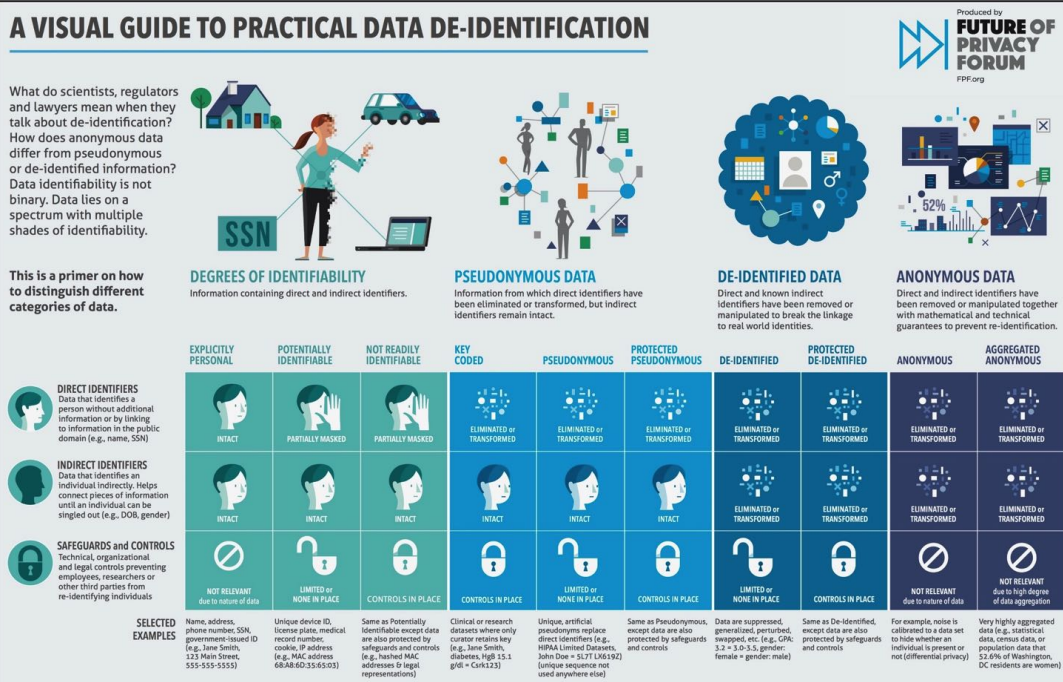 A VISUAL GUIDE TO PRACTICAL DATA DE-IDENTIFICATION
Produced by
FUTURE OF
PRIVACY
FORUM
FPF.org
What do scientists, regulators
and lawyers mean when they
talk about de-identification?
How does anonymous data
differ from pseudonymous
or de-identified information?
Data identifiability is not
binary. Data lies on a
spectrum with multiple
shades of identifiability.
This is a primer on how
to distinguish different
categories of data.
SSN
52%
DEGREES OF IDENTIFIABILITY
Information containing direct and indirect identifiers.
PSEUDONYMOUS DATA
Information from which direct identifiers have
been eliminated or transformed, but indirect
identifiers remain intact.
DE-IDENTIFIED DATA
Direct and known indirect
identifiers have been removed or
manipulated to break the linkage
to real world identities.
ANONYMOUS DATA
Direct and indirect identifiers have
been removed or manipulated together
with mathematical and technical
guarantees to prevent re-identification.
EXPLICITLY
PERSONAL
POTENTIALLY
IDENTIFIABLE
NOT READILY
IDENTIFIABLE
KEY
CODED
PSEUDONYMOUS
PROTECTED
PSEUDONYMOUS
DE-IDENTIFIED
PROTECTED
DE-IDENTIFIED
ANONYMOUS
AGGREGATED
ANONYMOUS
DIRECT IDENTIFIERS
Data that identifies a
person without additional
information or by linking
to information in the public
domain (e.g., name, SSN)
INTACT
PARTIALLY MASKED
PARTIALLY MASKED
ELIMINATED or
TRANSFORMED
ELIMINATED or
TRANSFORMED
ELIMINATED or
TRANSFORMED
ELIMINATED or
TRANSFORMED
ELIMINATED or
TRANSFORMED
ELIMINATED or
TRANSFORMED
ELIMINATED or
TRANSFORMED
INDIRECT IDENTIFIERS
Data that identifies an
individual indirectly. Helps
connect pieces of information
until an individual can be
singled out (e.g., DOB, gender)
INTACT
INTACT
INTACT
INTACT
INTACT
INTACT
ELIMINATED or
TRANSFORMED
ELIMINATED or
TRANSFORMED
ELIMINATED or
TRANSFORMED
ELIMINATED or
TRANSFORMED
SAFEGUARDS and CONTROLS
Technical, organizational
and legal controls preventing
employees, researchers or
other third parties from
re-identifying individuals
NOT RELEVANT
due to nature of data
LIMITED or
NONE IN PLACE
CONTROLS IN PLACE
CONTROLS IN PLACE
LIMITED or
NONE IN PLACE
CONTROLS IN PLACE
LIMITED or
NONE IN PLACE
CONTROLS IN PLACE
NOT RELEVANT
due to nature of data
NOT RELEVANT
due to high degree
of data aggregation
SELECTED
EXAMPLES
Name, address,
phone number, SSN,
government-issued ID
(e.g., Jane Smith,
123 Main Street,
555-555-5555)
Unique device ID,
license plate, medical
record number,
cookie, IP address
(e.g., MAC address
68:A8:6D:35:65:03)
Same as Potentially
Identifiable except data
are also protected by
safeguards and controls
(e.g., hashed MAC
addresses & legal
representations)
Clinical or research
datasets where only
curator retains key
(e.g., Jane Smith,
diabetes, HgB 15.1
g/dl = Csrk123)
Unique, artificial
pseudonyms replace
direct identifiers (e.g.,
HIPAA Limited Datasets,
John Doe = 5L7T LX619Z)
(unique sequence not
used anywhere else)
Same as Pseudonymous,
except data are also
protected by safeguards
and controls
Data are suppressed,
generalized, perturbed,
swapped, etc. (e.g., GPA:
3.2 = 3.0-3.5, gender:
female = gender: male)
Same as De-Identified,
except data are also
protected by safeguards
and controls
For example, noise is
calibrated to a data set
to hide whether an
individual is present or
not (differential privacy)
Very highly aggregated
data (e.g., statistical
data, census data, or
population data that
52.6% of Washington,
DC residents are women)